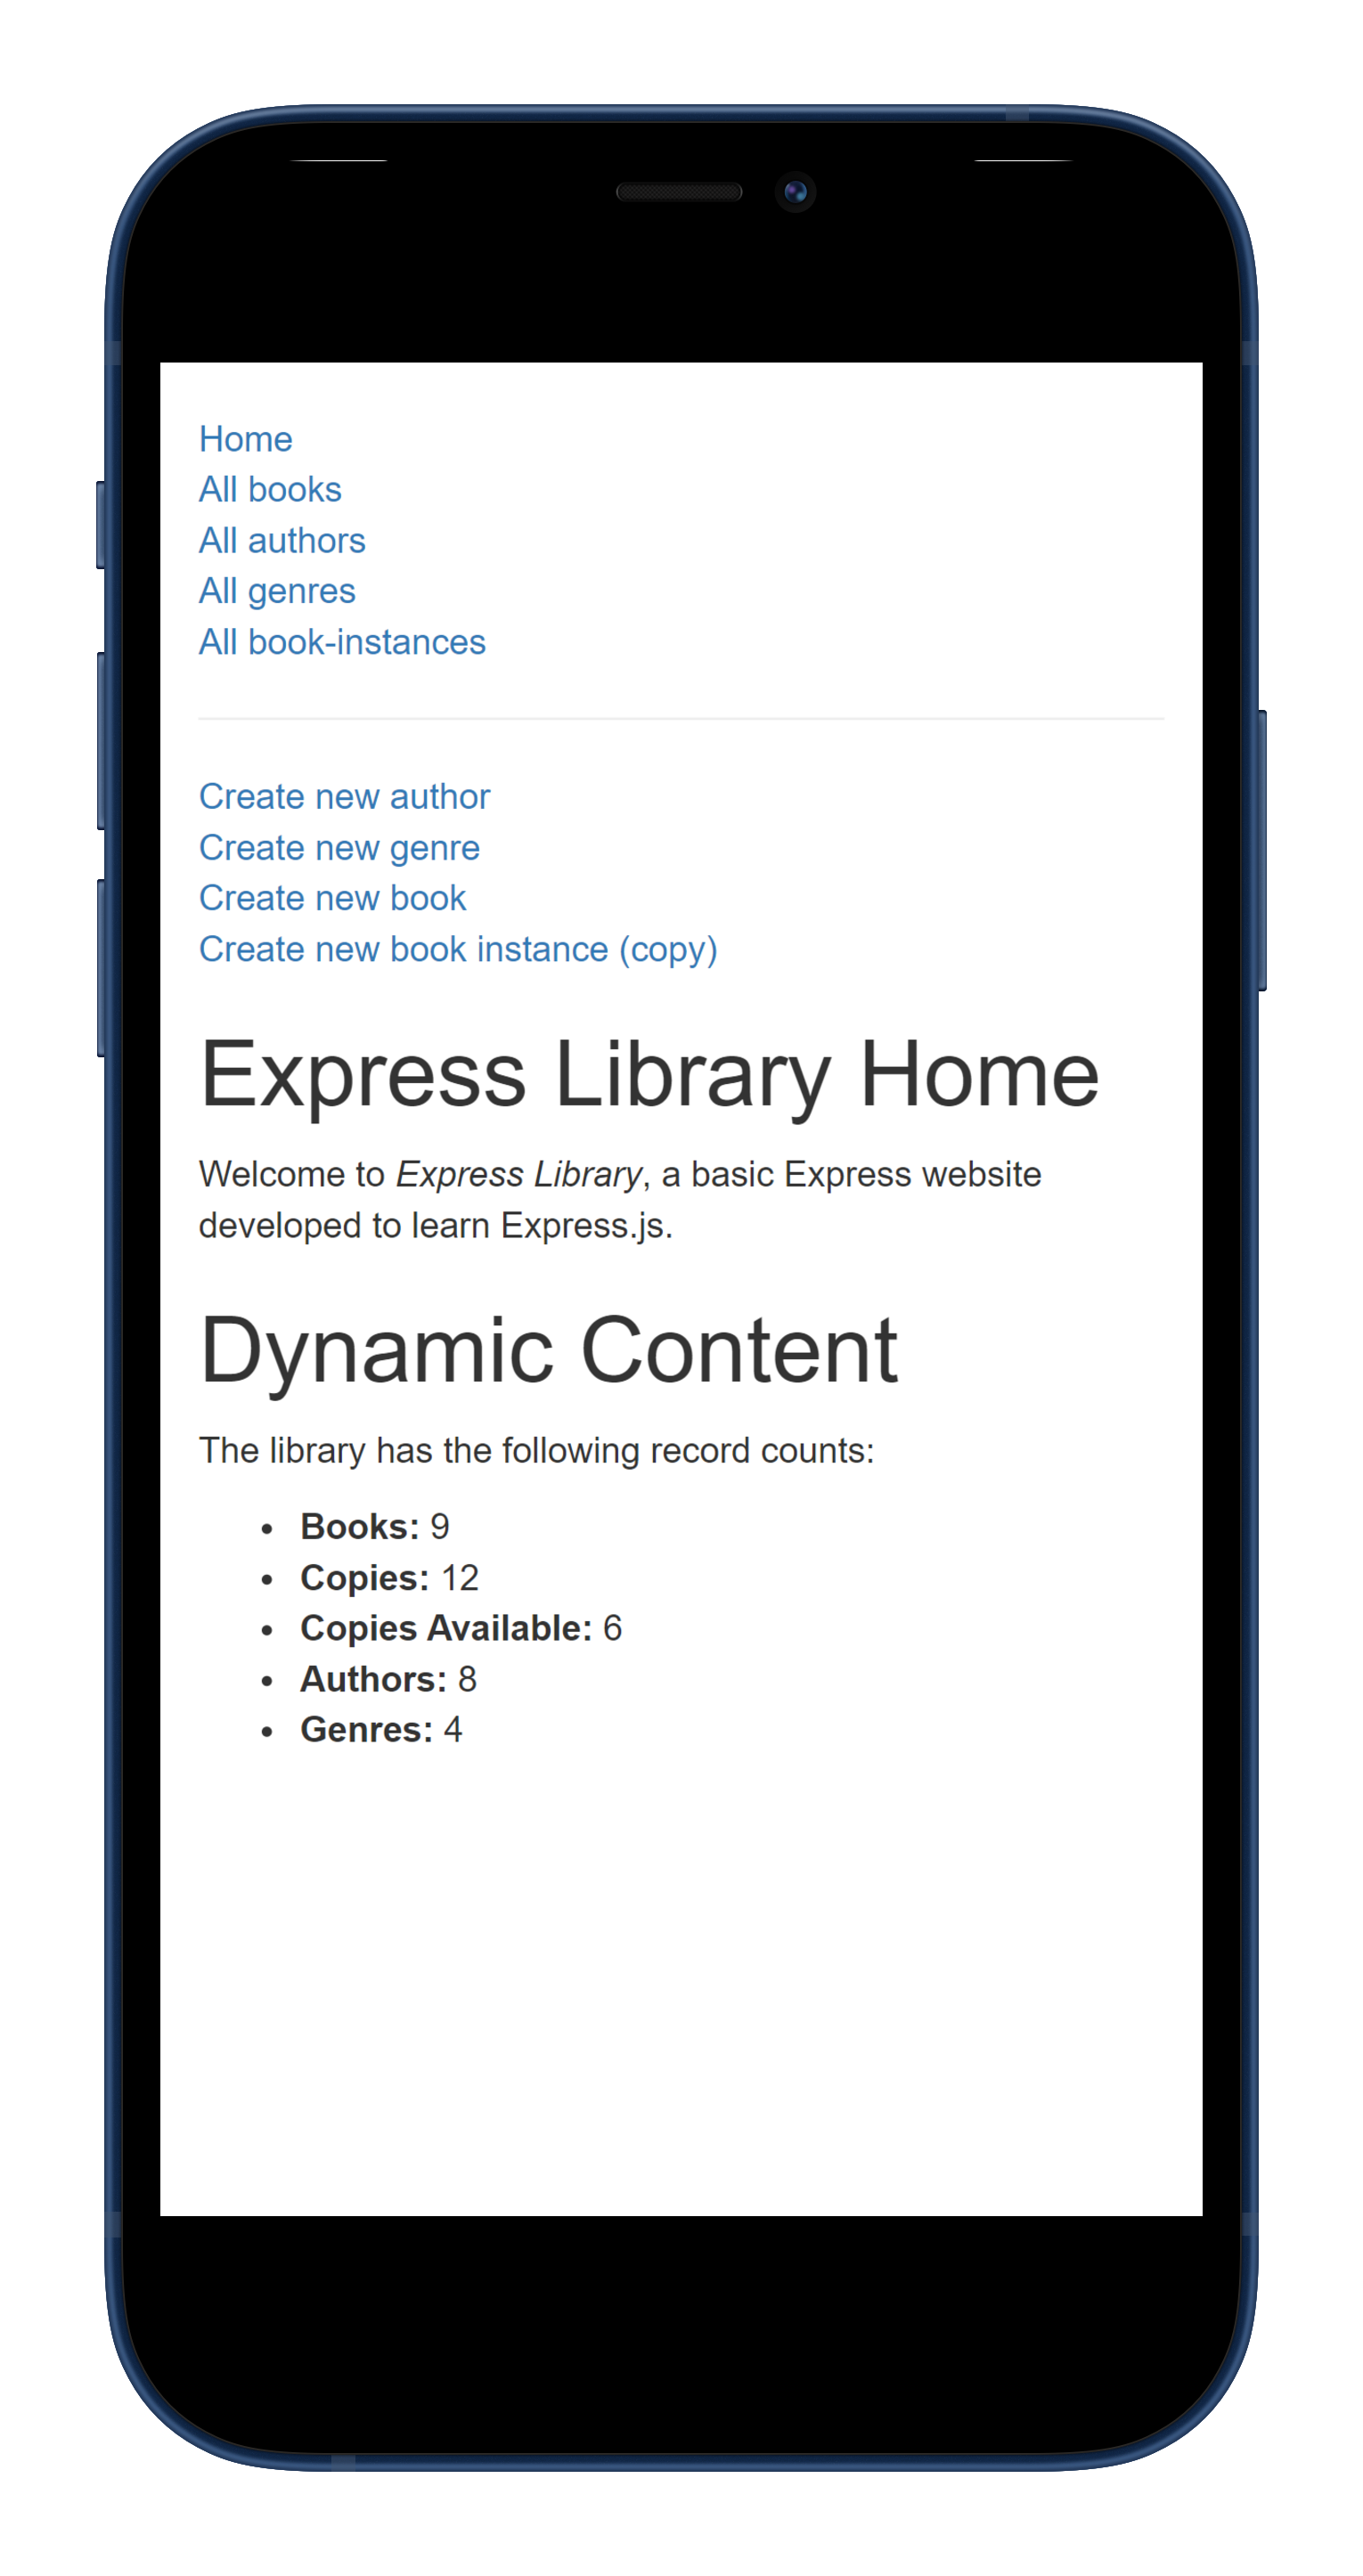 Home
All books
All authors
All genres
All book-instances
Create new author
Create new genre
Create new book
Create new book instance (copy)
Express Library Home
Welcome to Express Library, a basic Express website
developed to learn Express.js.
Dynamic Content
The library has the following record counts:
• Books: 9
• Copies: 12
• Copies Available: 6
• Authors: 8
• Genres: 4